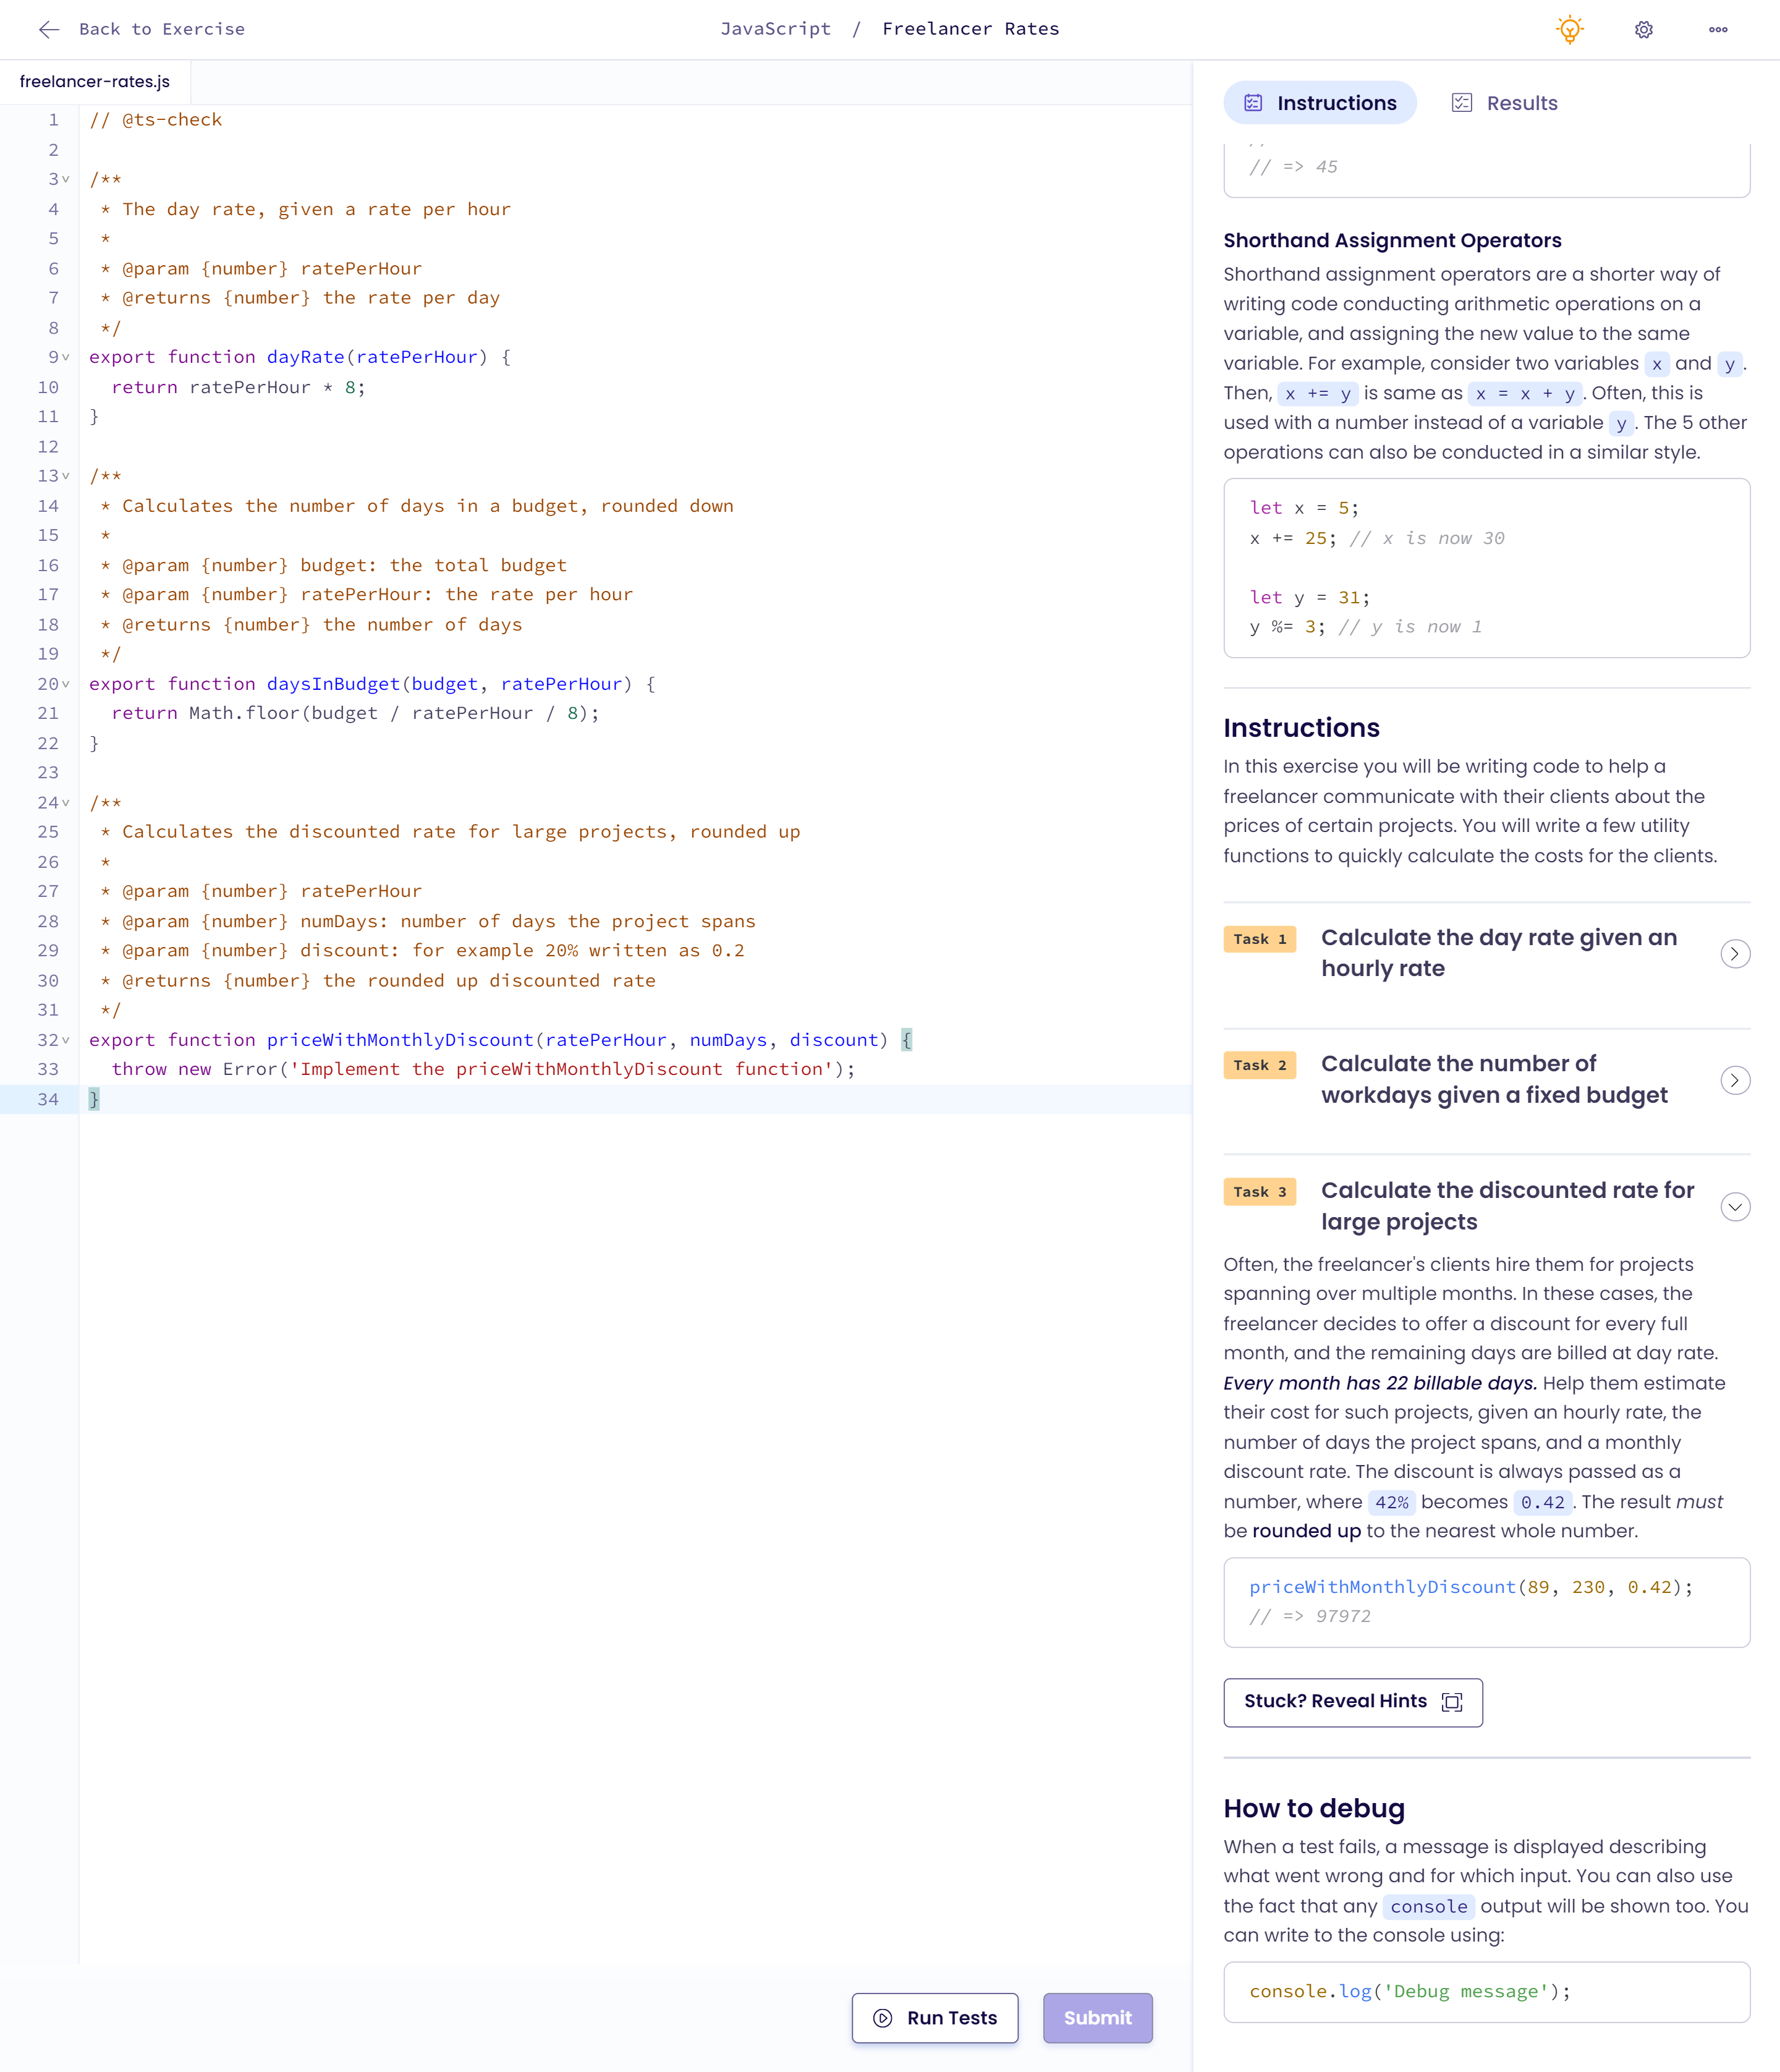 Back to Exercise
JavaScript / Freelancer Rates
freelancer-rates.js
1 // @ts-check
2
3 /**
4  * The day rate, given a rate per hour
5  *
6  * @param {number} ratePerHour
7  * @returns {number} the rate per day
8  */
9 export function dayRate(ratePerHour) {
10   return ratePerHour * 8;
11 }
12
13 /**
14  * Calculates the number of days in a budget, rounded down
15  *
16  * @param {number} budget: the total budget
17  * @param {number} ratePerHour: the rate per hour
18  * @returns {number} the number of days
19  */
20 export function daysInBudget(budget, ratePerHour) {
21   return Math.floor(budget / ratePerHour / 8);
22 }
23
24 /**
25  * Calculates the discounted rate for large projects, rounded up
26  *
27  * @param {number} ratePerHour
28  * @param {number} numDays: number of days the project spans
29  * @param {number} discount: for example 20% written as 0.2
30  * @returns {number} the rounded up discounted rate
31  */
32 export function priceWithMonthlyDiscount(ratePerHour, numDays, discount) {
33   throw new Error('Implement the priceWithMonthlyDiscount function');
34 }
Run Tests
Submit
Instructions
Results
// => 45
Shorthand Assignment Operators
Shorthand assignment operators are a shorter way of
writing code conducting arithmetic operations on a
variable, and assigning the new value to the same
variable. For example, consider two variables x and y.
Then, x += y is same as x = x + y. Often, this is
used with a number instead of a variable y. The 5 other
operations can also be conducted in a similar style.
let x = 5;
x += 25; // x is now 30
let y = 31;
y %= 3; // y is now 1
Instructions
In this exercise you will be writing code to help a
freelancer communicate with their clients about the
prices of certain projects. You will write a few utility
functions to quickly calculate the costs for the clients.
Task 1
Calculate the day rate given an
hourly rate
Task 2
Calculate the number of
workdays given a fixed budget
Task 3
Calculate the discounted rate for
large projects
Often, the freelancer's clients hire them for projects
spanning over multiple months. In these cases, the
freelancer decides to offer a discount for every full
month, and the remaining days are billed at day rate.
Every month has 22 billable days. Help them estimate
their cost for such projects, given an hourly rate, the
number of days the project spans, and a monthly
discount rate. The discount is always passed as a
number, where 42% becomes 0.42. The result must
be rounded up to the nearest whole number.
priceWithMonthlyDiscount(89, 230, 0.42);
// => 97972
Stuck? Reveal Hints
How to debug
When a test fails, a message is displayed describing
what went wrong and for which input. You can also use
the fact that any console output will be shown too. You
can write to the console using:
console.log('Debug message');